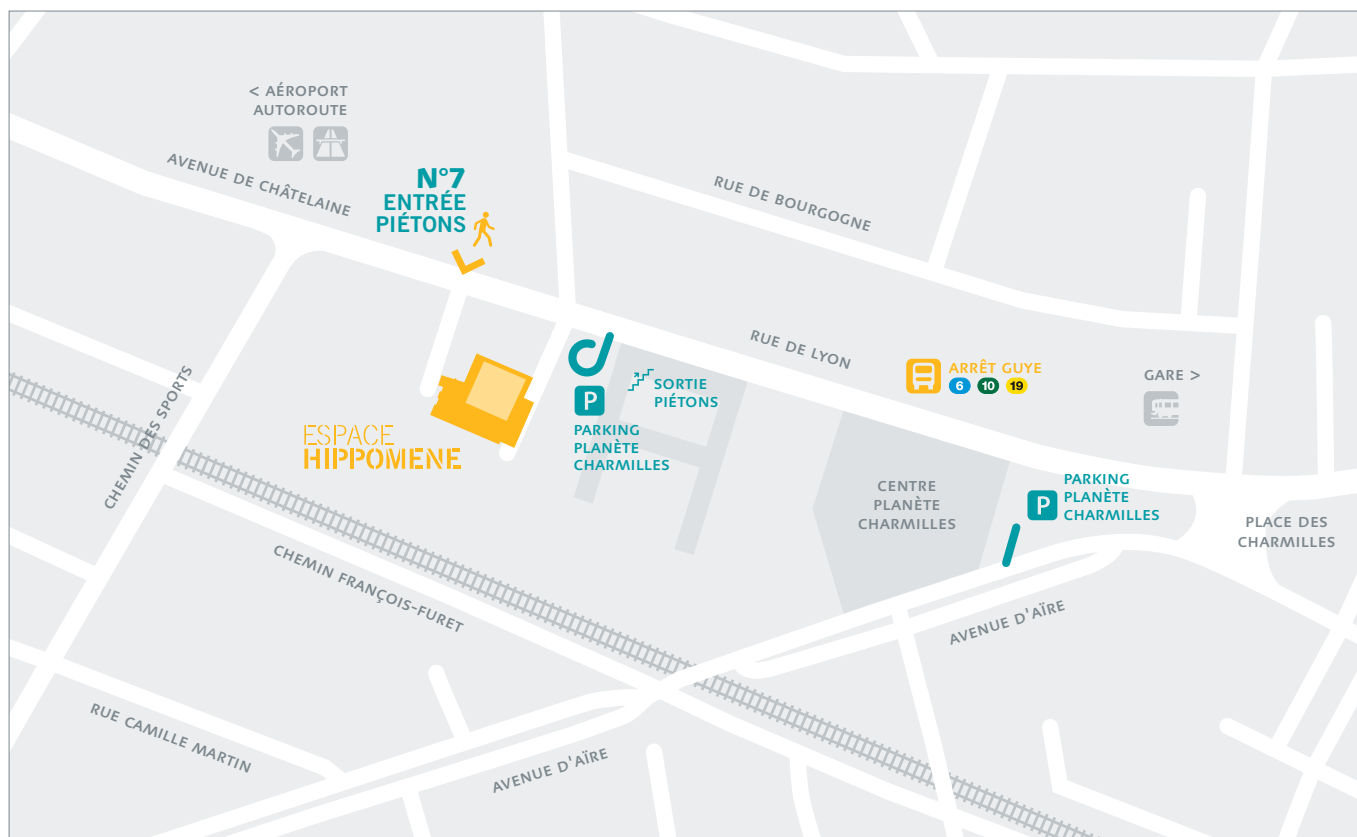 < AÉROPORT
AUTOROUTE
AVENUE DE CHÂTELAINE
N°7
ENTRÉE
PIÉTONS
RUE DE BOURGOGNE
RUE DE LYON
ARRÊT GUYE
6 10 19
GARE >
CHEMIN DES SPORTS
ESPACE
HIPPOMENE
P
PARKING
PLANÈTE
CHARMILLES
SORTIE
PIÉTONS
CENTRE
PLANÈTE
CHARMILLES
P
PARKING
PLANÈTE
CHARMILLES
PLACE DES
CHARMILLES
CHEMIN FRANÇOIS-FURET
AVENUE D'AÏRE
RUE CAMILLE MARTIN
AVENUE D'AÏRE